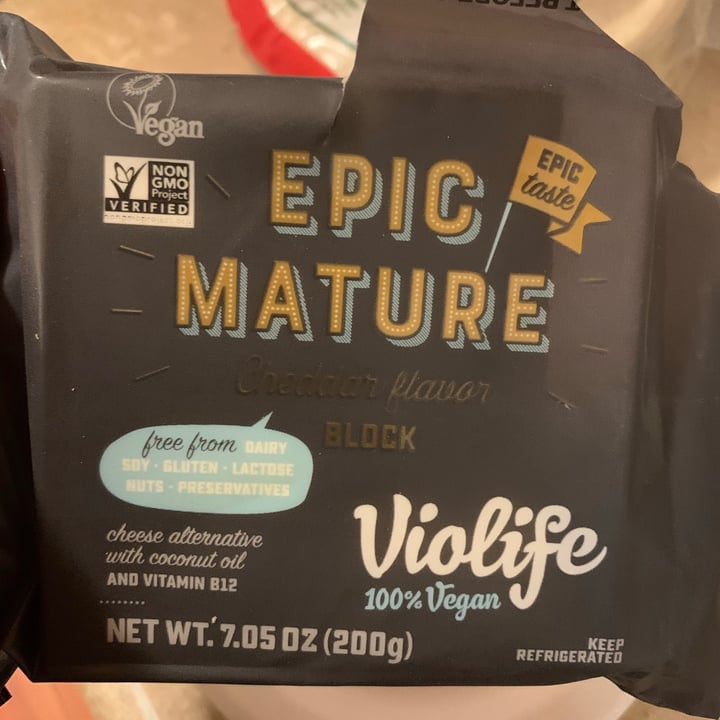 Vegan
NON
GMO
Project
VERIFIED
nongmoproject.org
EPIC
MATURE
EPIC
taste
Cheddar flavor
BLOCK
free from DAIRY
SOY · GLUTEN · LACTOSE
NUTS · PRESERVATIVES
cheese alternative
with coconut oil
AND VITAMIN B12
Violife
100% Vegan
NET WT. 7.05 OZ (200g)
KEEP
REFRIGERATED